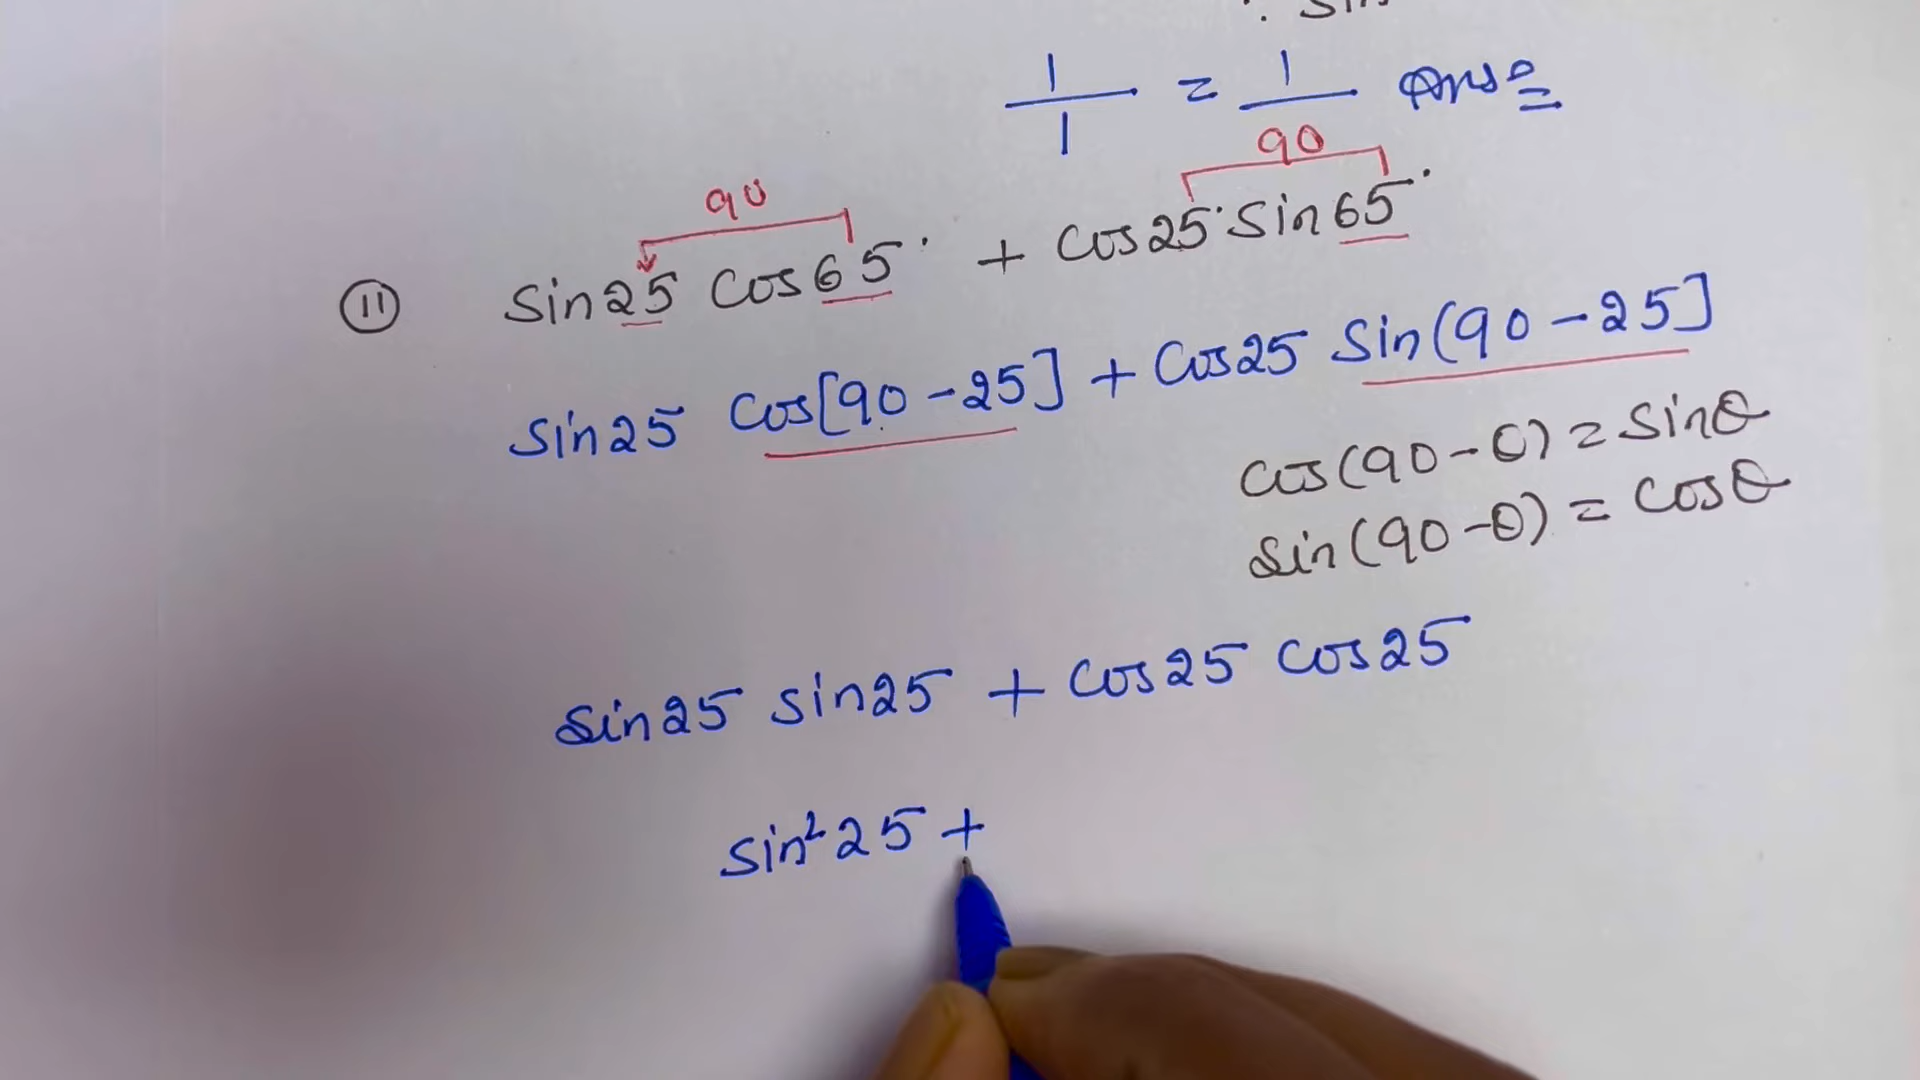 ∴ Sin
1/1 = 1/ Ans
90 90
(11) Sin25 Cos65° + Cos25° Sin65°
Sin25 Cos[90-25] + Cos25 Sin(90-25]
Cos(90-θ) = Sinθ
Sin(90-θ) = Cosθ
Sin25 Sin25 + Cos25 Cos25
Sin²25 +